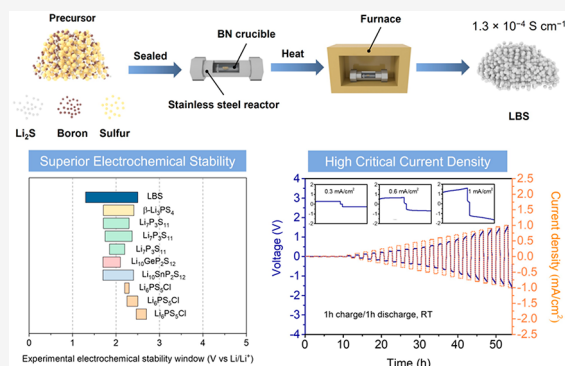 Precursor
Sealed
BN crucible
Stainless steel reactor
Heat
Furnace
1.3 × 10⁻⁴ S cm⁻¹
LBS
Li₂S Boron Sulfur
Superior Electrochemical Stability
LBS
β-Li₃PS₄
Li₇P₃S₁₁
Li₇P₃S₁₁
Li₇P₃S₁₁
Li₁₀GeP₂S₁₂
Li₁₀SnP₂S₁₂
Li₆PS₅Cl
Li₆PS₅Cl
Li₆PS₅Cl
0 1 2 3 4 5
Experimental electrochemical stability window (V vs Li/Li⁺)
High Critical Current Density
0.3 mA/cm²
0.6 mA/cm²
1 mA/cm²
Voltage (V)
4
3
2
1
0
-1
-2
-3
-4
2.5
2.0
1.5
1.0
0.5
0.0
-0.5
-1.0
-1.5
-2.0
-2.5
Current density (mA/cm²)
1h charge/1h discharge, RT
0 10 20 30 40 50
Time (h)